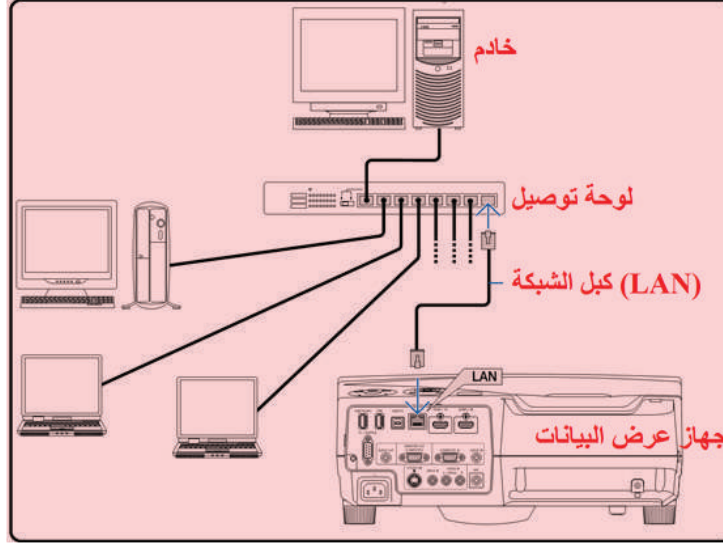 خادم
لوحة توصيل
(LAN) كبل الشبكة
LAN
جهاز عرض البيانات